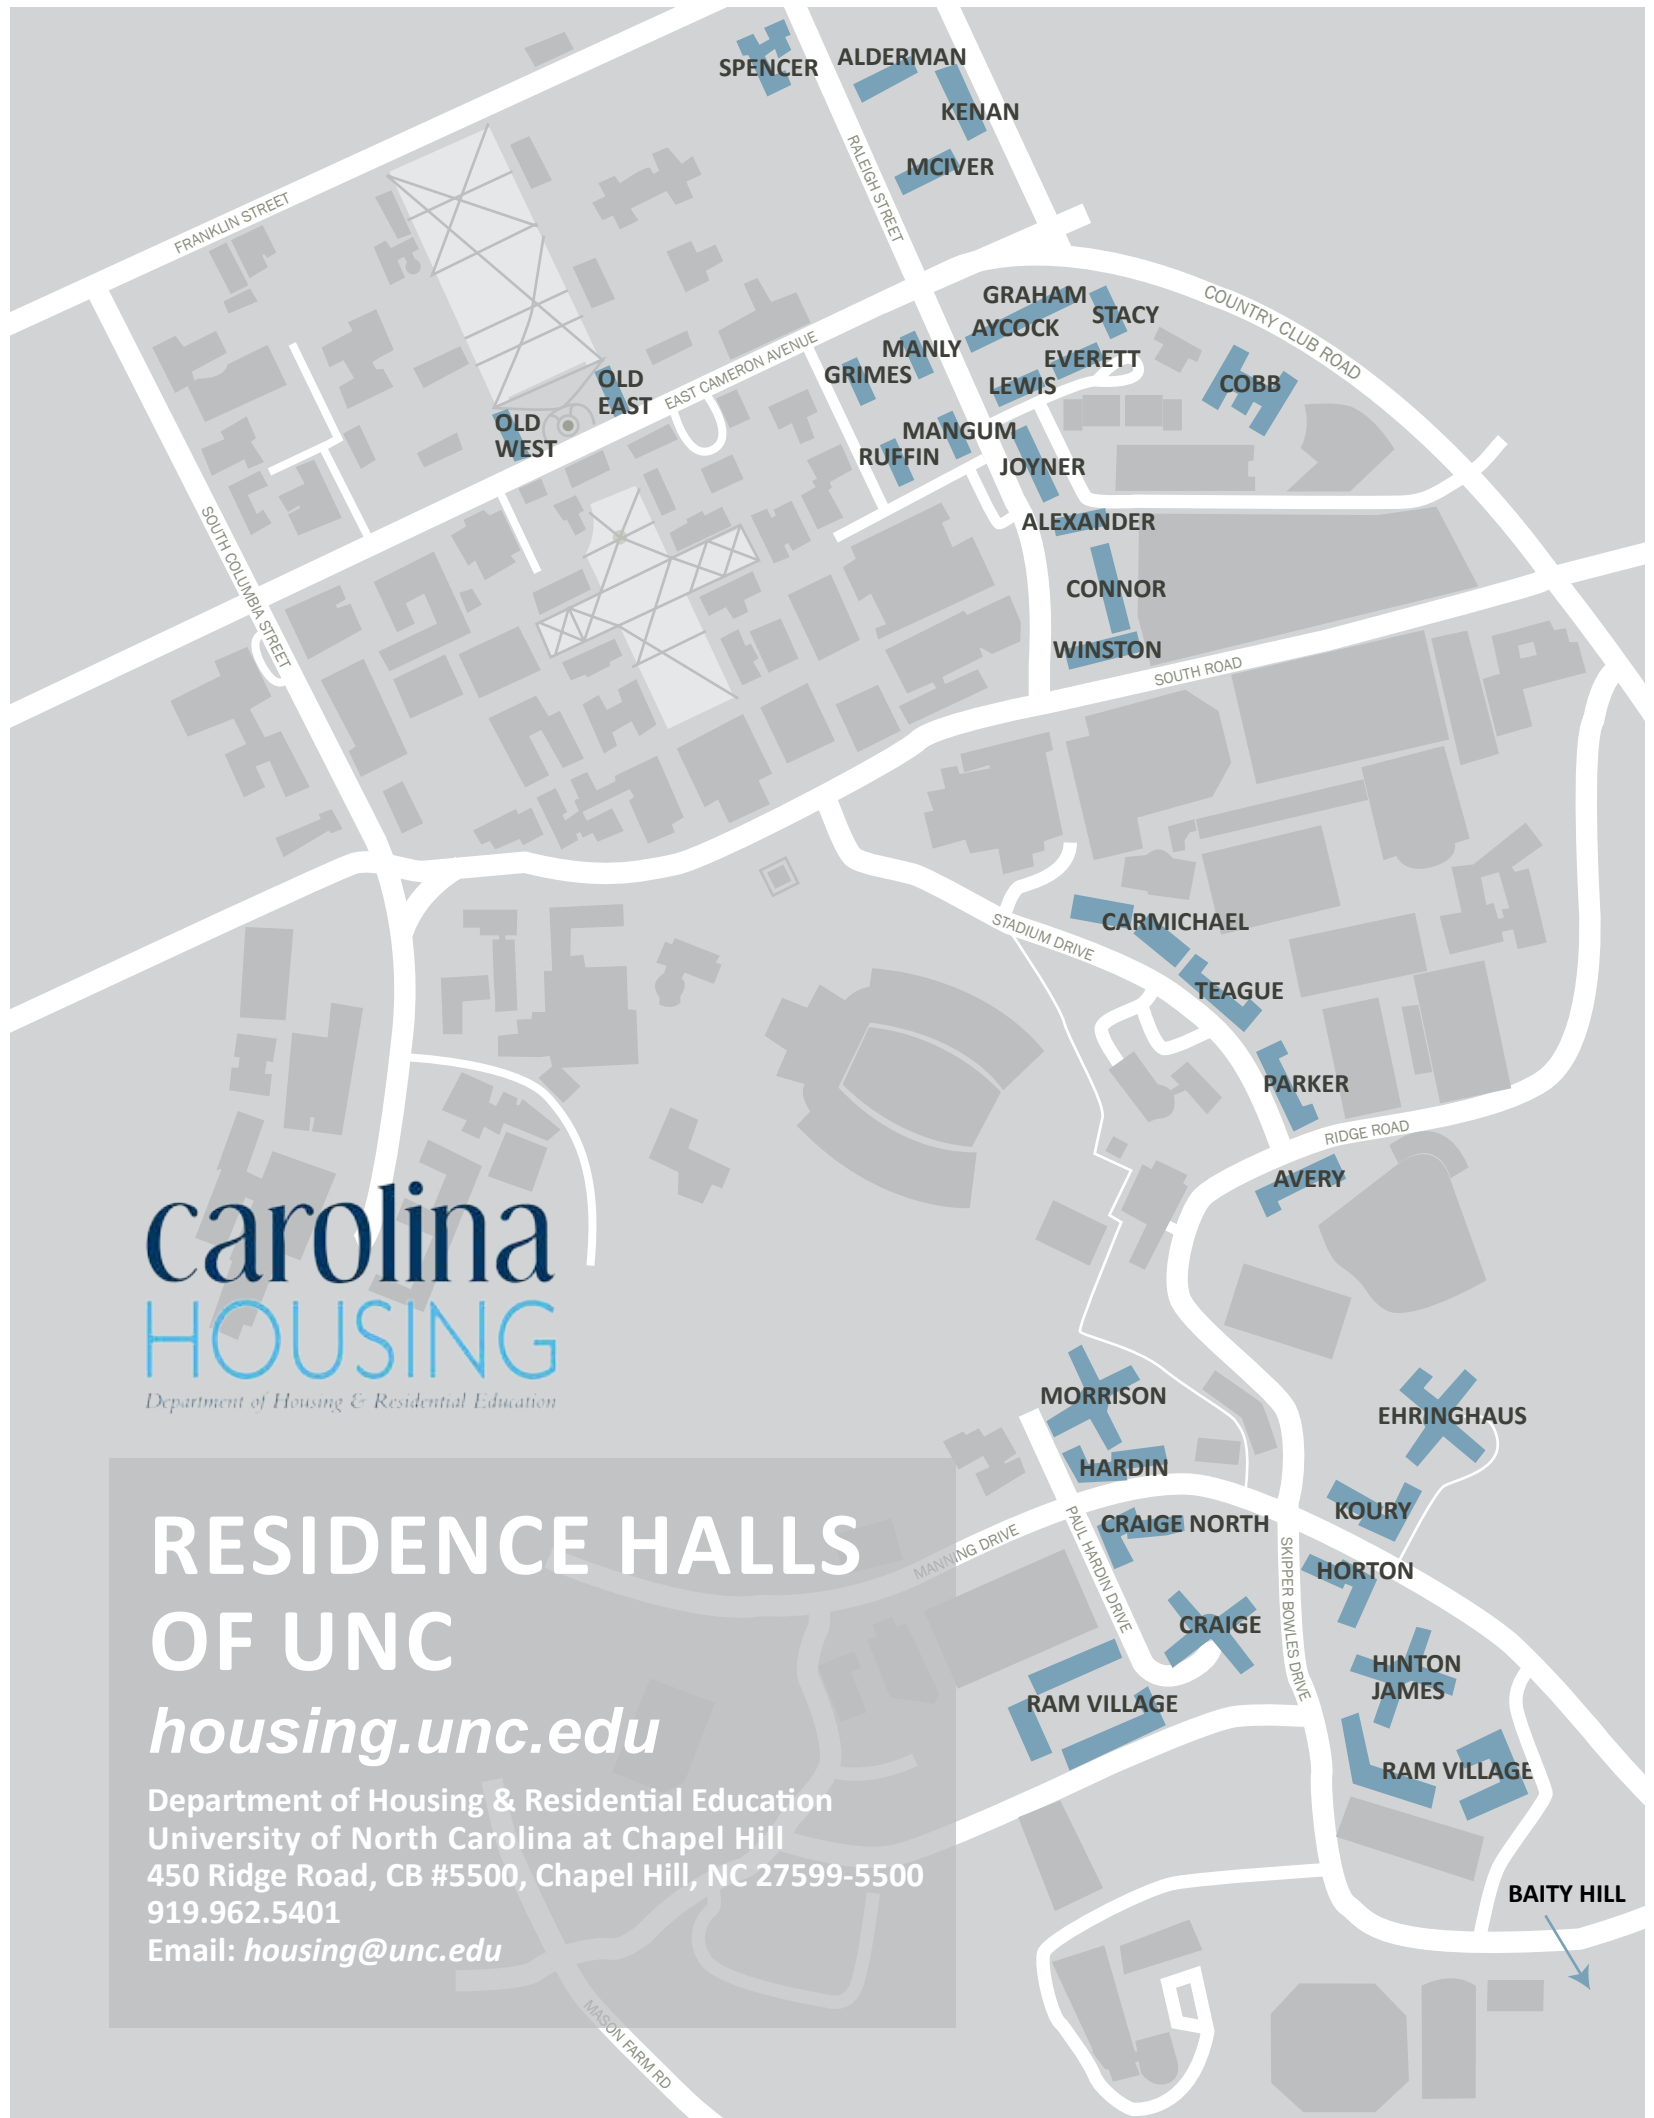 SPENCER
ALDERMAN
KENAN
MCIVER
RALEIGH STREET
FRANKLIN STREET
COUNTRY CLUB ROAD
GRAHAM
STACY
AYCOCK
MANLY
EVERETT
GRIMES
LEWIS
COBB
EAST CAMERON AVENUE
OLD
EAST
OLD
WEST
MANGUM
RUFFIN
JOYNER
ALEXANDER
CONNOR
WINSTON
SOUTH COLUMBIA STREET
SOUTH ROAD
CARMICHAEL
STADIUM DRIVE
TEAGUE
PARKER
RIDGE ROAD
AVERY
carolina
HOUSING
Department of Housing & Residential Education
MORRISON
EHRINGHAUS
HARDIN
KOURY
CRAIGE NORTH
MANNING DRIVE
PAUL HARDIN DRIVE
SKIPPER BOWLES DRIVE
HORTON
CRAIGE
HINTON
JAMES
RAM VILLAGE
RAM VILLAGE
BAITY HILL
RESIDENCE HALLS
OF UNC
housing.unc.edu
Department of Housing & Residential Education
University of North Carolina at Chapel Hill
450 Ridge Road, CB #5500, Chapel Hill, NC 27599-5500
919.962.5401
Email: housing@unc.edu
MASON FARM RD